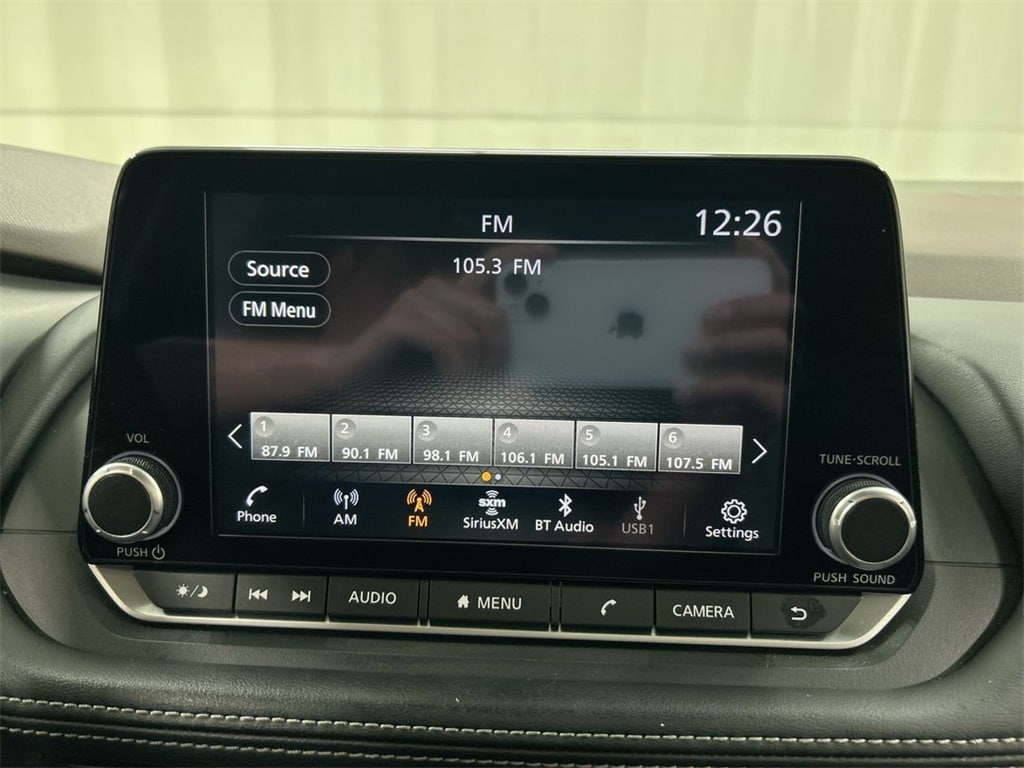 FM
12:26
Source
105.3 FM
FM Menu
1 2 3 4 5 6
87.9 FM 90.1 FM 98.1 FM 106.1 FM 105.1 FM 107.5 FM
VOL
TUNE·SCROLL
sxm
Phone AM FM SiriusXM BT Audio USB1 Settings
PUSH
PUSH SOUND
AUDIO MENU CAMERA